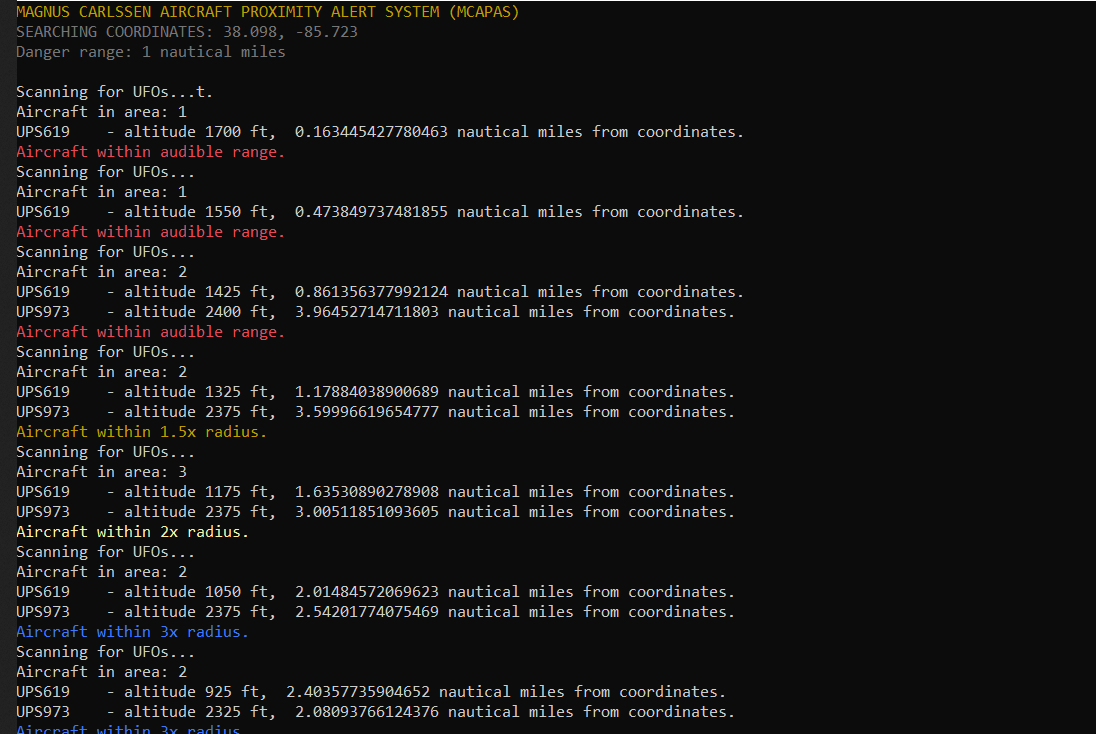 MAGNUS CARLSSEN AIRCRAFT PROXIMITY ALERT SYSTEM (MCAPAS)
SEARCHING COORDINATES: 38.098, -85.723
Danger range: 1 nautical miles
Scanning for UFOs...t.
Aircraft in area: 1
UPS619    - altitude 1700 ft,  0.163445427780463 nautical miles from coordinates.
Aircraft within audible range.
Scanning for UFOs...
Aircraft in area: 1
UPS619    - altitude 1550 ft,  0.473849737481855 nautical miles from coordinates.
Aircraft within audible range.
Scanning for UFOs...
Aircraft in area: 2
UPS619    - altitude 1425 ft,  0.861356377992124 nautical miles from coordinates.
UPS973    - altitude 2400 ft,  3.96452714711803 nautical miles from coordinates.
Aircraft within audible range.
Scanning for UFOs...
Aircraft in area: 2
UPS619    - altitude 1325 ft,  1.17884038900689 nautical miles from coordinates.
UPS973    - altitude 2375 ft,  3.59996619654777 nautical miles from coordinates.
Aircraft within 1.5x radius.
Scanning for UFOs...
Aircraft in area: 3
UPS619    - altitude 1175 ft,  1.63530890278908 nautical miles from coordinates.
UPS973    - altitude 2375 ft,  3.00511851093605 nautical miles from coordinates.
Aircraft within 2x radius.
Scanning for UFOs...
Aircraft in area: 2
UPS619    - altitude 1050 ft,  2.01484572069623 nautical miles from coordinates.
UPS973    - altitude 2375 ft,  2.54201774075469 nautical miles from coordinates.
Aircraft within 3x radius.
Scanning for UFOs...
Aircraft in area: 2
UPS619    - altitude 925 ft,  2.40357735904652 nautical miles from coordinates.
UPS973    - altitude 2325 ft,  2.08093766124376 nautical miles from coordinates.
Aircraft within 3x radius.